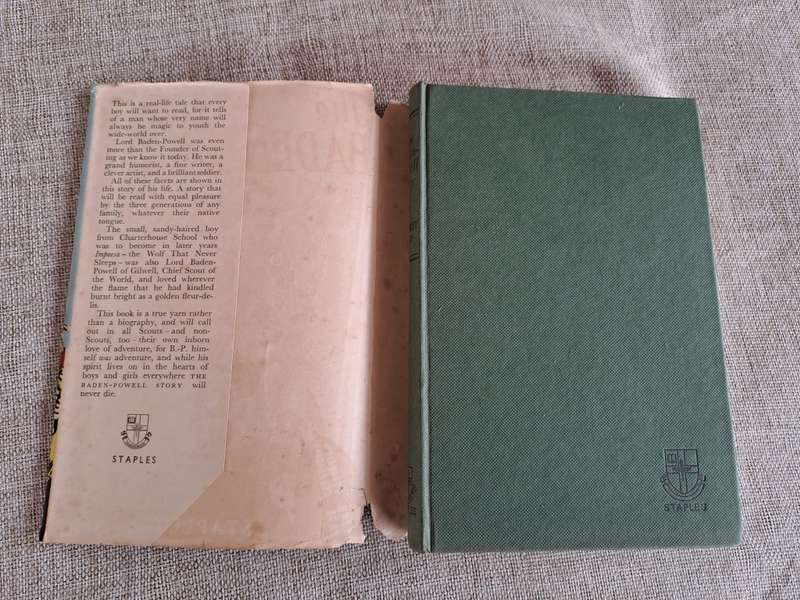 This is a real-life tale that every
boy will want to read, for it tells
of a man whose very name will
always be magic to youth the
wide-world over.
Lord Baden-Powell was even
more than the Founder of Scout-
ing as we know it today. He was a
grand humorist, a fine writer, a
clever artist, and a brilliant soldier.
All of these facets are shown in
this story of his life. A story that
will be read with equal pleasure
by the three generations of any
family, whatever their native
tongue.
The small, sandy-haired boy
from Charterhouse School who
was to become in later years
Impeesa – the Wolf That Never
Sleeps – was also Lord Baden-
Powell of Gilwell, Chief Scout of
the World, and loved wherever
the flame that he had kindled
burnt bright as a golden fleur-de-
lis.
This book is a true yarn rather
than a biography, and will call
out in all Scouts – and non-
Scouts, too – their own inborn
love of adventure, for B.-P. him-
self was adventure, and while his
spirit lives on in the hearts of
boys and girls everywhere THE
BADEN-POWELL STORY will
never die.
STAPLES
STAPLES